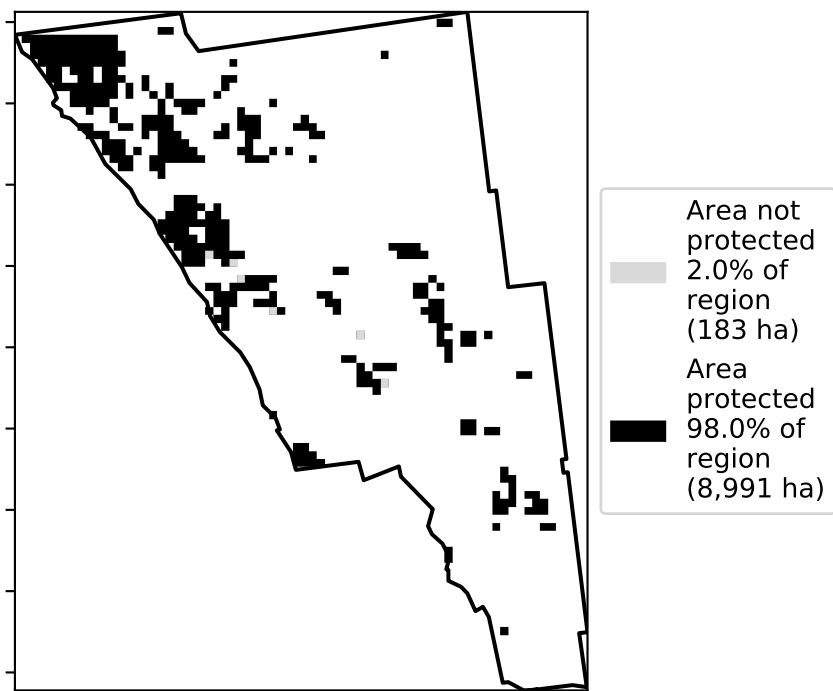 Area not
protected
2.0% of
region
(183 ha)
Area
protected
98.0% of
region
(8,991 ha)